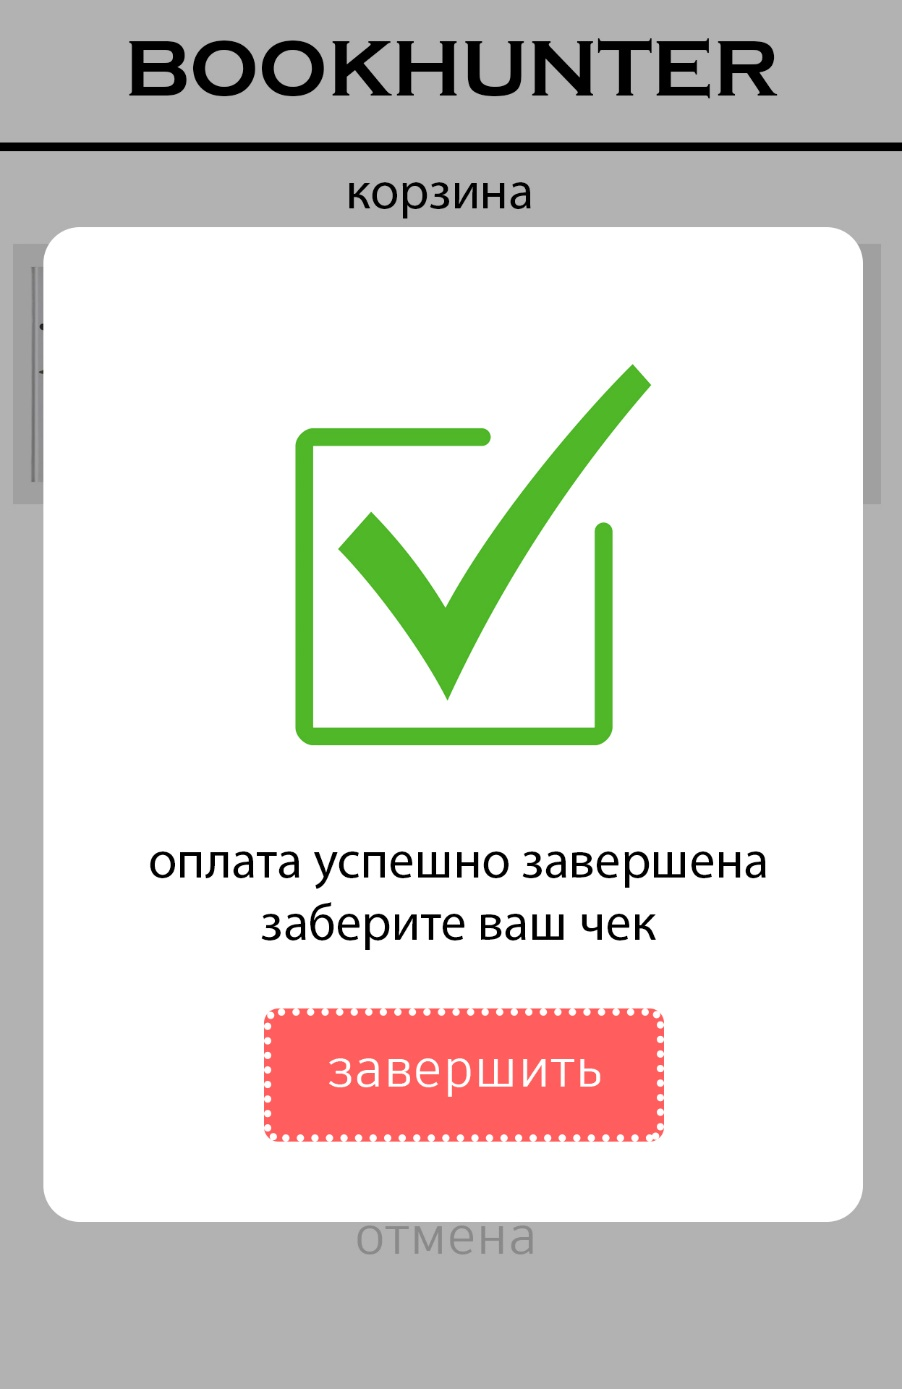 BOOKHUNTER
корзина
оплата успешно завершена
заберите ваш чек
завершить
отмена